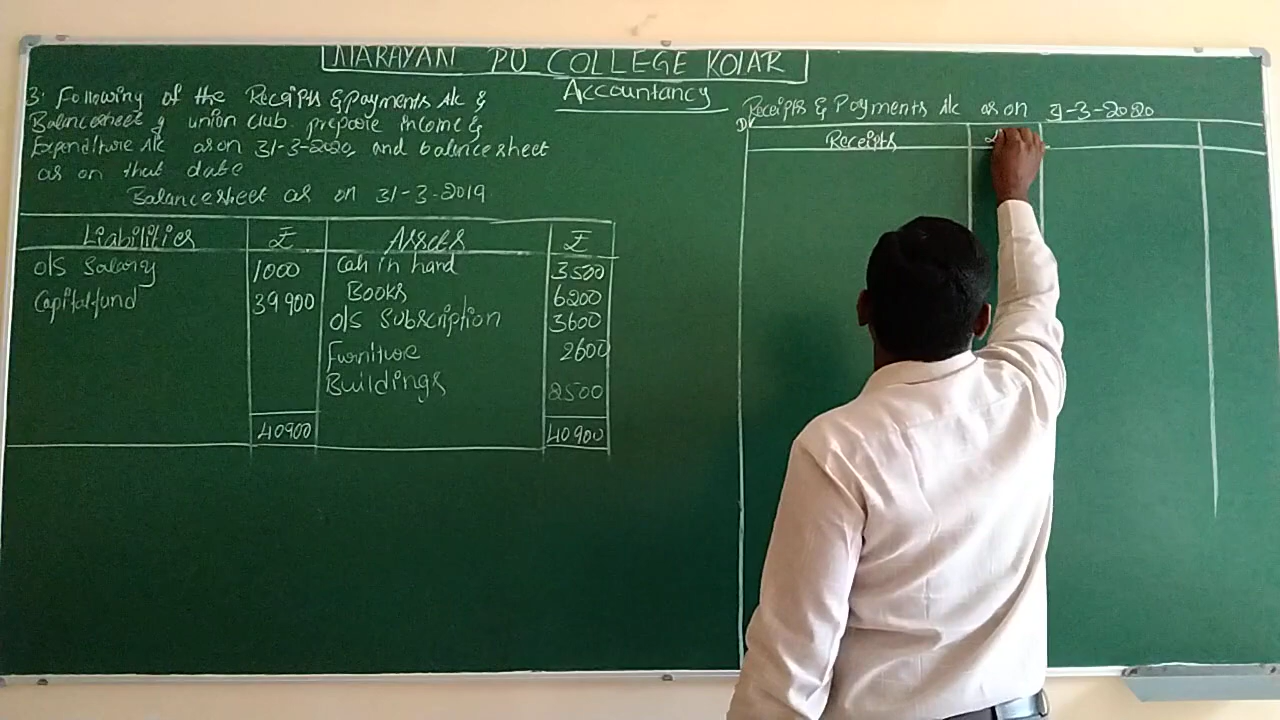 NARAYAN PU COLLEGE KOLAR
Accountancy
3. Following of the Receipts & Payments A/c &
Balancesheet of union club. prepare income &
Expenditure A/c as on 31-3-2020, and balancesheet
as on that date
Balancesheet as on 31-3-2019
Liabilities ₹ Assets ₹
O/S Salary 1000 Cash in hand 3500
Capital fund 39900 Books 6200
O/S Subscription 3600
Furniture 2600
Buildings 2500
40900 40900
Receipts & Payments A/c as on 31-3-2020
Dr
Receipts